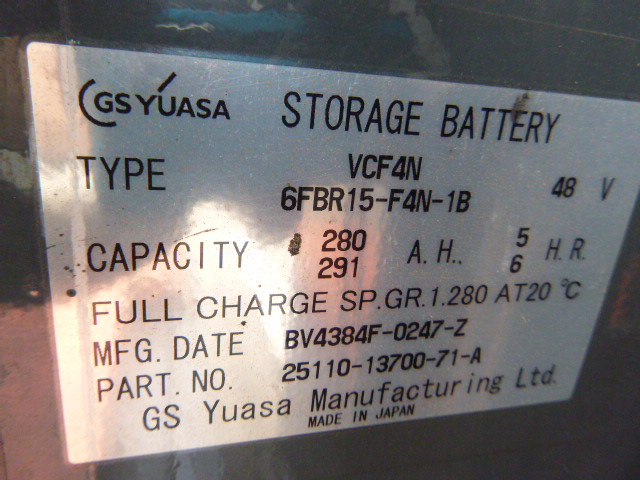 GS YUASA STORAGE BATTERY
TYPE VCF4N 48 V
6FBR15-F4N-1B
CAPACITY 280 A.H., 5 H.R.
291 6
FULL CHARGE SP.GR.1.280 AT20 ℃
MFG. DATE BV4384F-0247-Z
PART. NO. 25110-13700-71-A
GS Yuasa Manufacturing Ltd.
MADE IN JAPAN